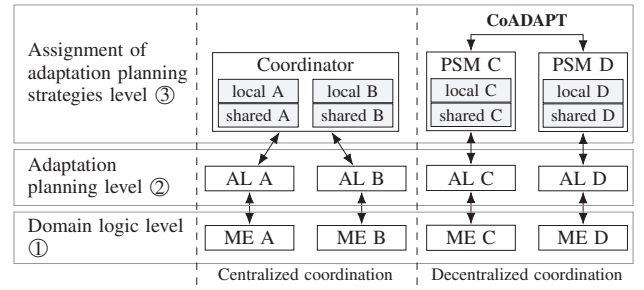 CoADAPT
Assignment of
adaptation planning
strategies level ③
Coordinator
local A
shared A
local B
shared B
PSM C
local C
shared C
PSM D
local D
shared D
Adaptation
planning level ②
AL A
AL B
AL C
AL D
Domain logic level
①
ME A
ME B
ME C
ME D
Centralized coordination
Decentralized coordination